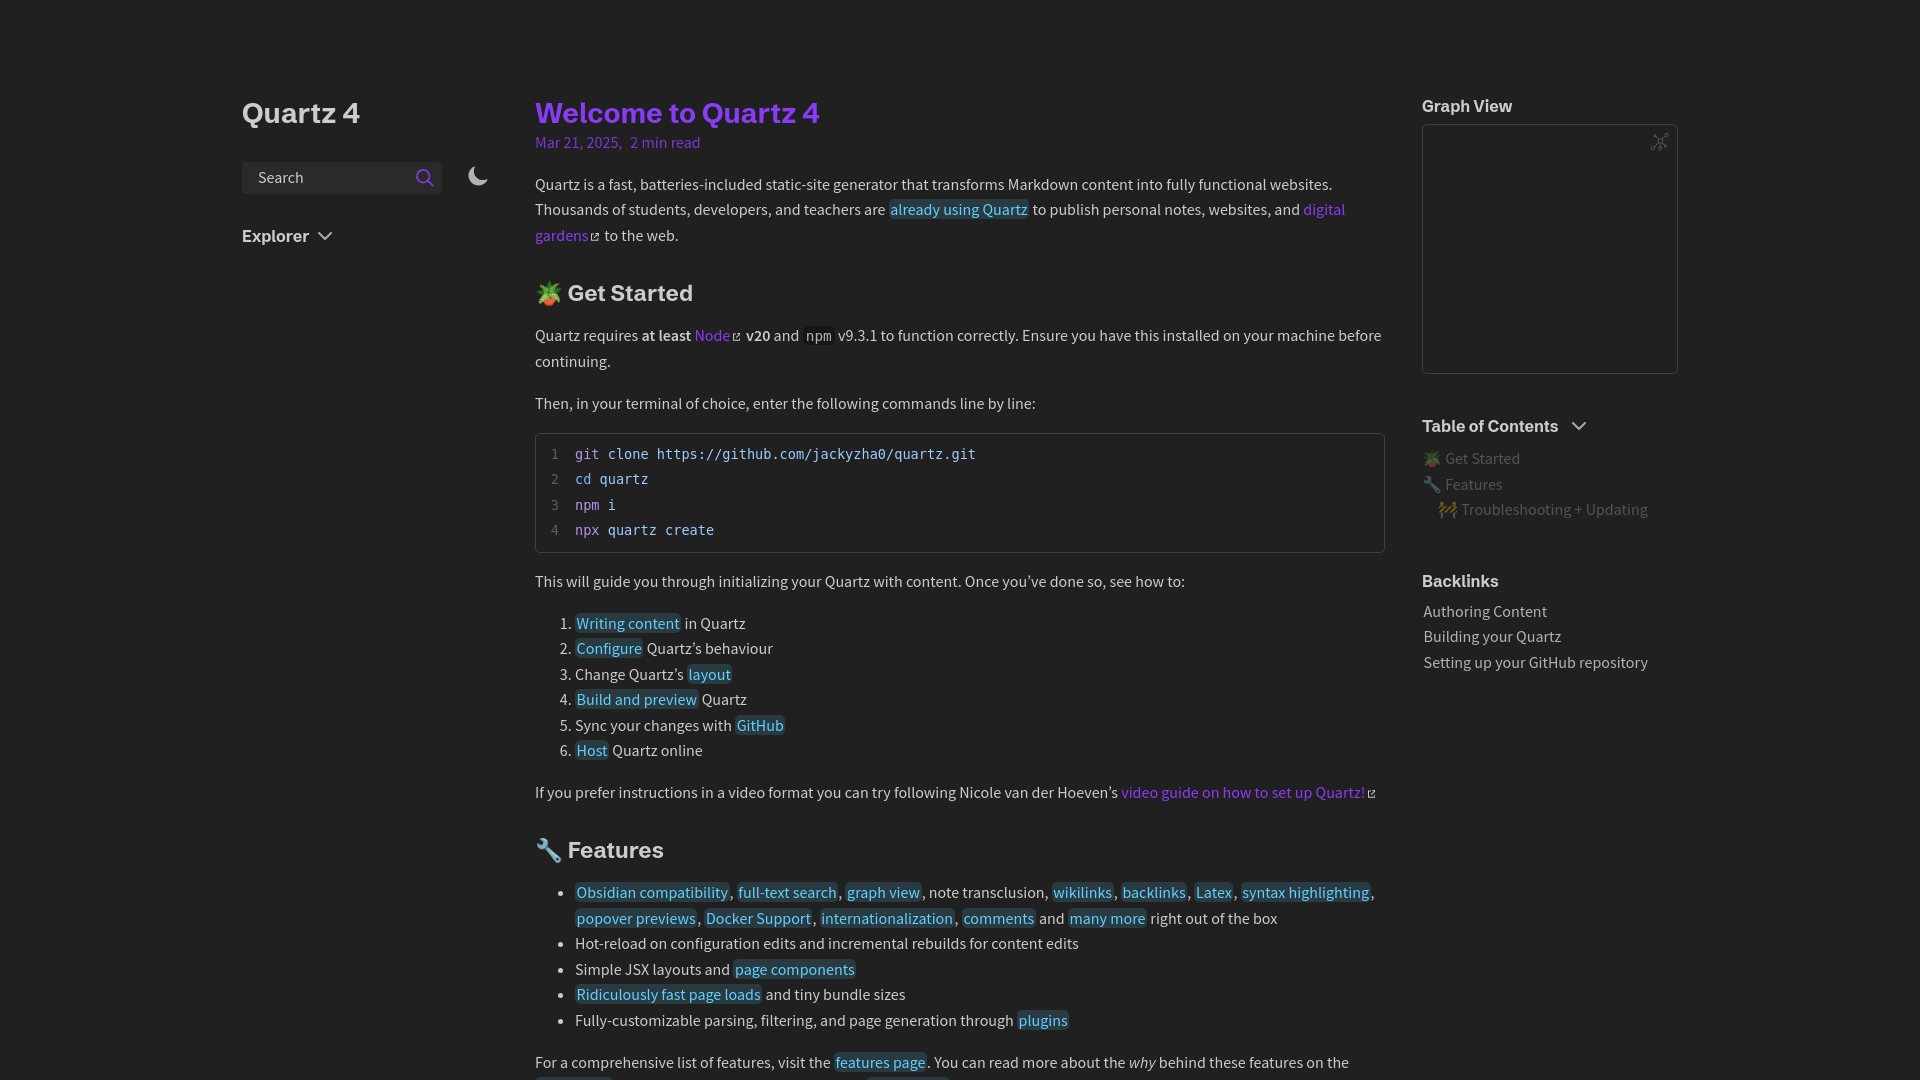 Quartz 4
Search
Explorer
Welcome to Quartz 4
Mar 21, 2025, 2 min read
Quartz is a fast, batteries-included static-site generator that transforms Markdown content into fully functional websites.
Thousands of students, developers, and teachers are already using Quartz to publish personal notes, websites, and digital
gardens to the web.
🪴 Get Started
Quartz requires at least Node v20 and npm v9.3.1 to function correctly. Ensure you have this installed on your machine before
continuing.
Then, in your terminal of choice, enter the following commands line by line:
1 git clone https://github.com/jackyzha0/quartz.git
2 cd quartz
3 npm i
4 npx quartz create
This will guide you through initializing your Quartz with content. Once you’ve done so, see how to:
1. Writing content in Quartz
2. Configure Quartz’s behaviour
3. Change Quartz’s layout
4. Build and preview Quartz
5. Sync your changes with GitHub
6. Host Quartz online
If you prefer instructions in a video format you can try following Nicole van der Hoeven’s video guide on how to set up Quartz!
🔧 Features
• Obsidian compatibility, full-text search, graph view, note transclusion, wikilinks, backlinks, Latex, syntax highlighting,
popover previews, Docker Support, internationalization, comments and many more right out of the box
• Hot-reload on configuration edits and incremental rebuilds for content edits
• Simple JSX layouts and page components
• Ridiculously fast page loads and tiny bundle sizes
• Fully-customizable parsing, filtering, and page generation through plugins
For a comprehensive list of features, visit the features page. You can read more about the why behind these features on the
Graph View
Table of Contents
🪴 Get Started
🔧 Features
🚧 Troubleshooting + Updating
Backlinks
Authoring Content
Building your Quartz
Setting up your GitHub repository